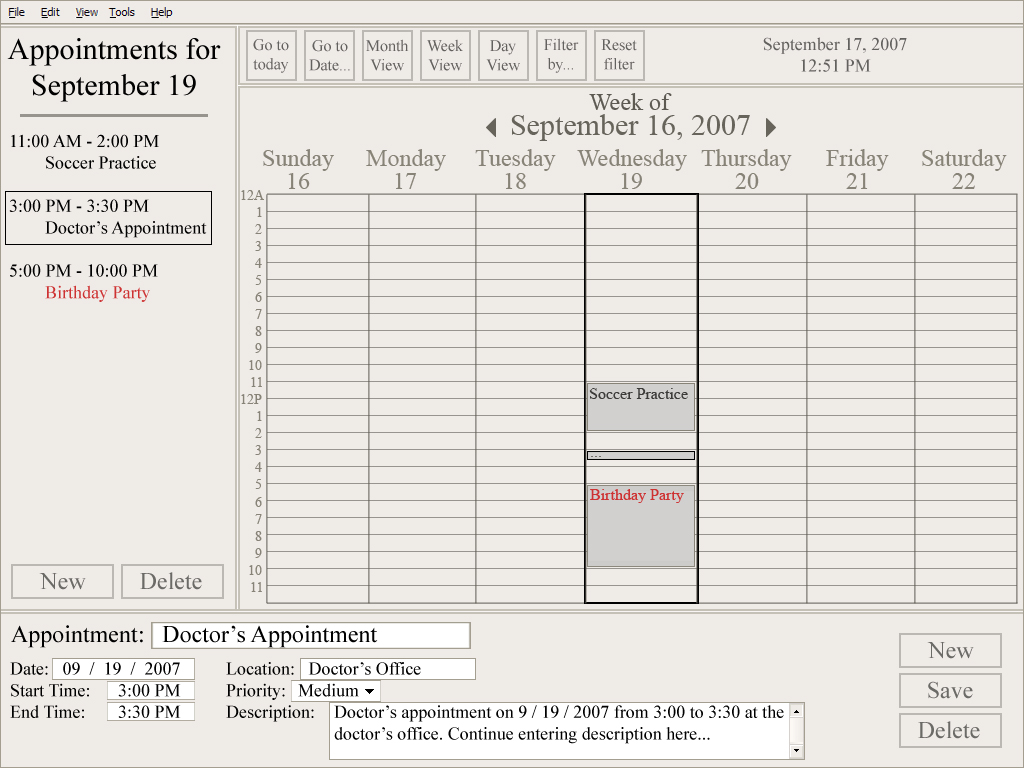 File Edit View Tools Help
Appointments for
September 19
11:00 AM - 2:00 PM
Soccer Practice
3:00 PM - 3:30 PM
Doctor's Appointment
5:00 PM - 10:00 PM
Birthday Party
New Delete
Go to today
Go to Date...
Month View
Week View
Day View
Filter by...
Reset filter
September 17, 2007
12:51 PM
Week of
September 16, 2007
Sunday Monday Tuesday Wednesday Thursday Friday Saturday
16 17 18 19 20 21 22
12A
1
2
3
4
5
6
7
8
9
10
11
Soccer Practice
12P
1
2
3
...
4
5
Birthday Party
6
7
8
9
10
11
Appointment: Doctor's Appointment
Date: 09 / 19 / 2007
Start Time: 3:00 PM
End Time: 3:30 PM
Location: Doctor's Office
Priority: Medium
Description: Doctor's appointment on 9 / 19 / 2007 from 3:00 to 3:30 at the
doctor's office. Continue entering description here...
New
Save
Delete